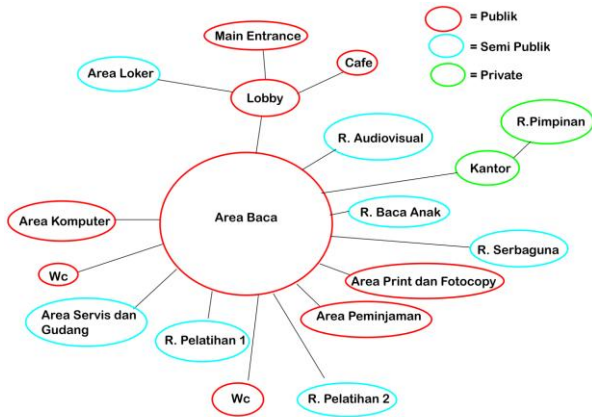 = Publik
Main Entrance
= Semi Publik
Cafe
Area Loker
= Private
Lobby
R.Pimpinan
R. Audiovisual
Kantor
Area Baca
R. Baca Anak
Area Komputer
R. Serbaguna
Wc
Area Print dan Fotocopy
Area Servis dan
Gudang
Area Peminjaman
R. Pelatihan 1
Wc
R. Pelatihan 2